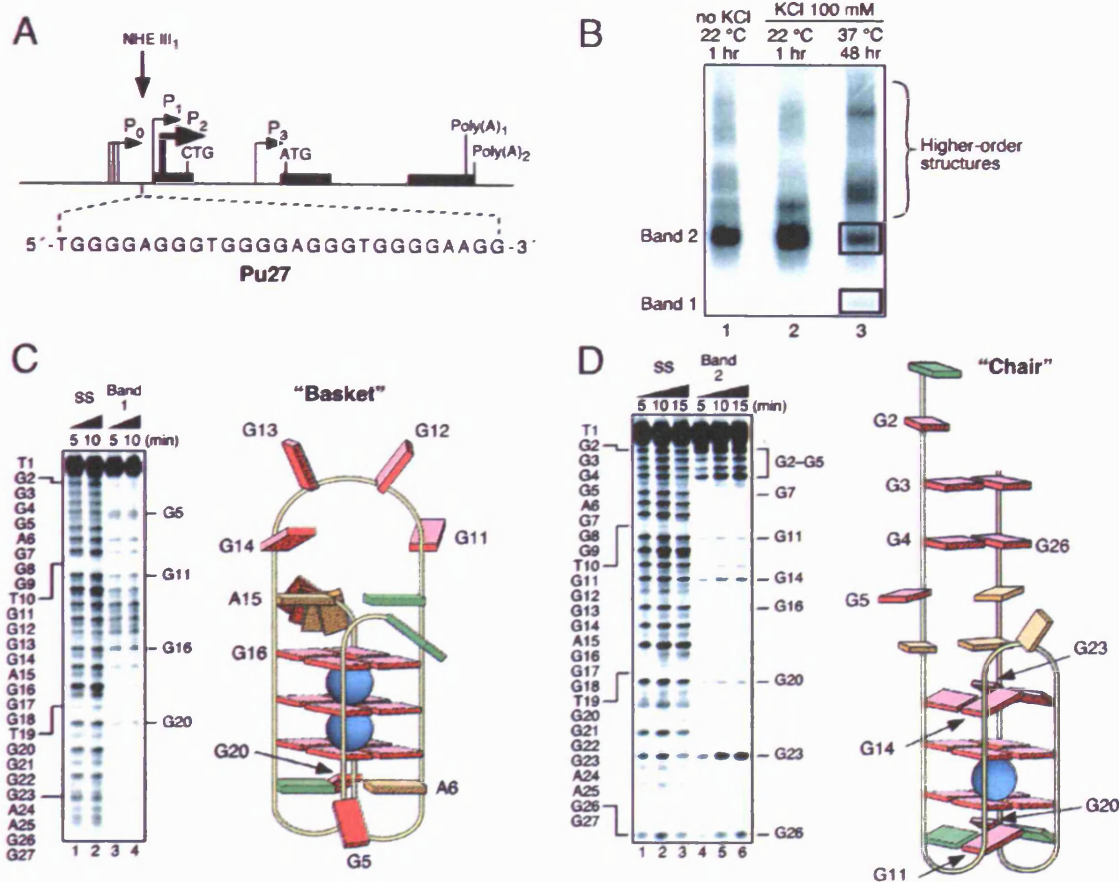 A
NHE III1
P0
P1
P2
CTG
P3
ATG
Poly(A)1
Poly(A)2
5´-TGGGGAGGGTGGGGAGGGTGGGGAAGG-3´
Pu27
B
no KCl
22 °C
1 hr
KCl 100 mM
22 °C
1 hr
37 °C
48 hr
Higher-order
structures
Band 2
Band 1
1 2 3
C
SS
Band
1
5 10 5 10 (min)
T1
G2
G3
G4
G5
A6
G7
G8
G9
T10
G11
G12
G13
G14
A15
G16
G17
G18
T19
G20
G21
G22
G23
A24
A25
G26
G27
G5
G11
G16
G20
1 2 3 4
"Basket"
G13
G12
G14
G11
A15
G16
G20
A6
G5
D
SS
Band
2
5 10 15 5 10 15 (min)
T1
G2
G3
G4
G5
A6
G7
G8
G9
T10
G11
G12
G13
G14
A15
G16
G17
G18
T19
G20
G21
G22
G23
A24
A25
G26
G27
G2–G5
G7
G11
G14
G16
G20
G23
G26
1 2 3 4 5 6
"Chair"
G2
G3
G4
G26
G5
G23
G14
G20
G11